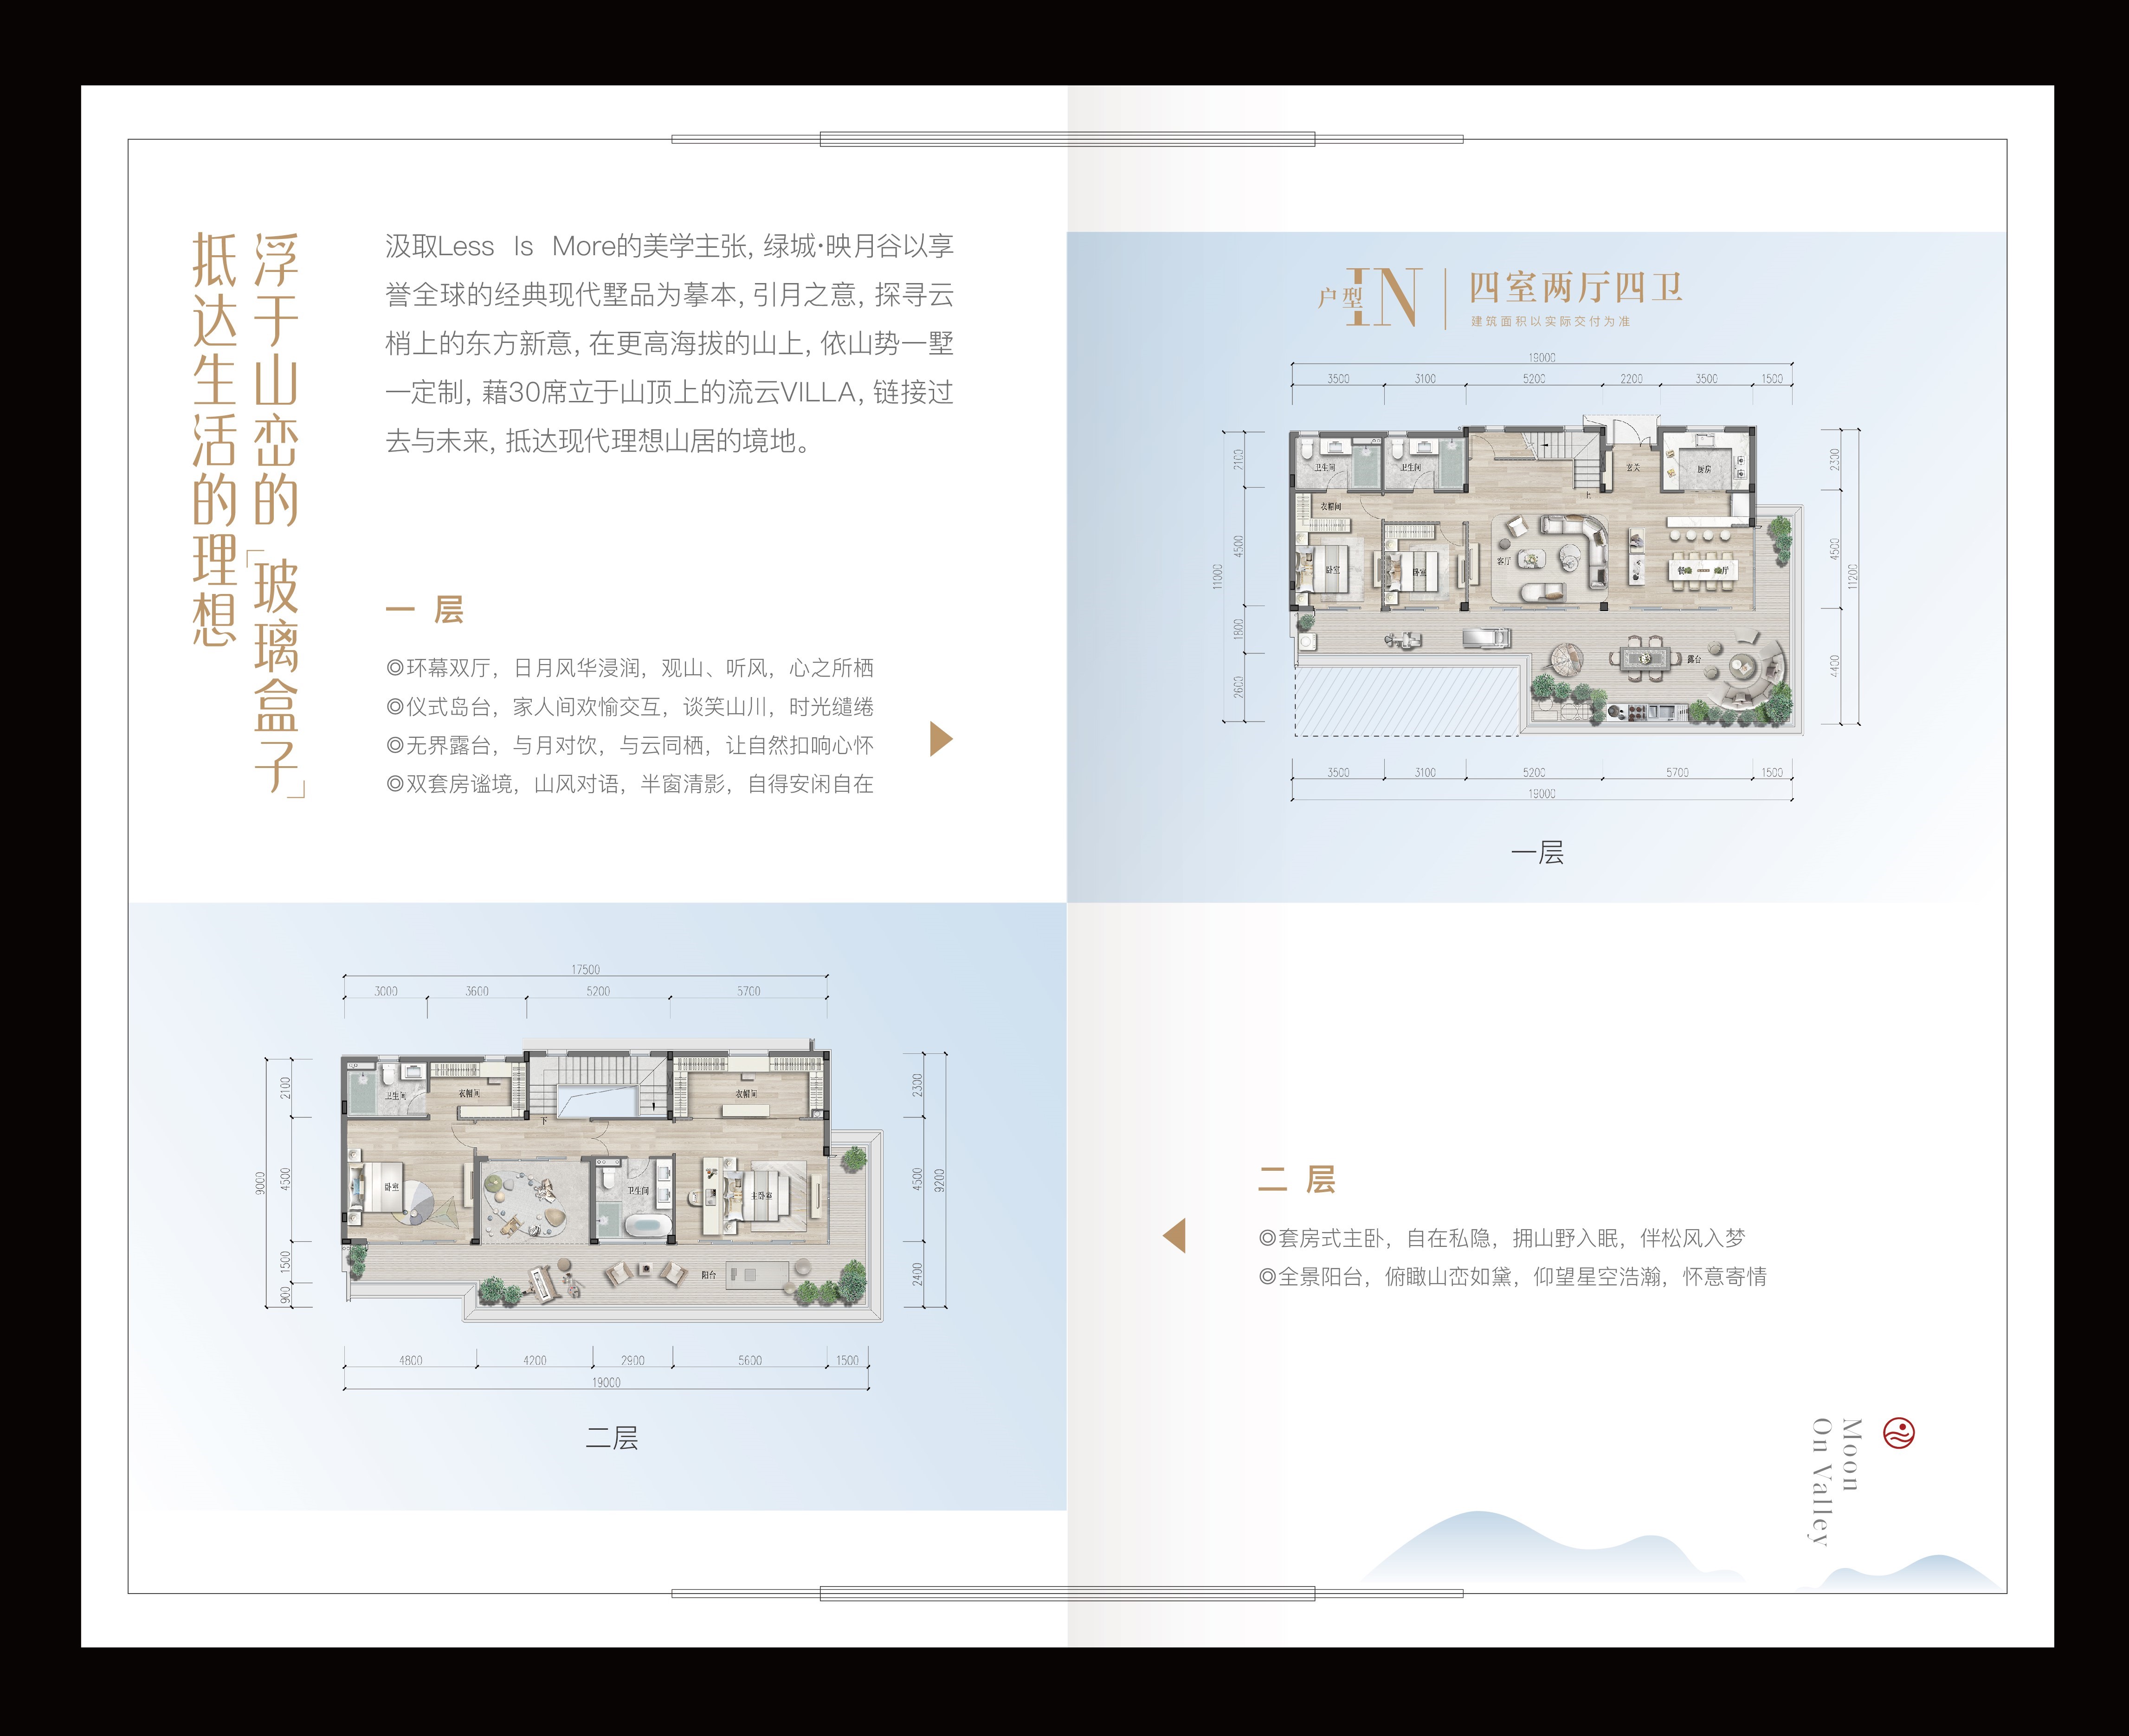 浮于山峦的「玻璃盒子」
抵达生活的理想
汲取Less Is More的美学主张,绿城·映月谷以享
誉全球的经典现代墅品为摹本,引月之意,探寻云
梢上的东方新意,在更高海拔的山上,依山势一墅
一定制,藉30席立于山顶上的流云VILLA,链接过
去与未来,抵达现代理想山居的境地。
一 层
◎环幕双厅，日月风华浸润，观山、听风，心之所栖
◎仪式岛台，家人间欢愉交互，谈笑山川，时光缱绻
◎无界露台，与月对饮，与云同栖，让自然扣响心怀
◎双套房谧境，山风对语，半窗清影，自得安闲自在
户型 IN 四室两厅四卫
建筑面积以实际交付为准
19000
3500 3100 5200 2200 3500 1500
2100
4500
1800
2600
11000
卫生间 卫生间 玄关 厨房
上
衣帽间
卧室 卧室 客厅 餐厅
露台
2300
4500
4400
11200
3500 3100 5200 5700 1500
19000
一层
17500
3000 3600 5200 5700
2100
4500
1500
900
9000
卫生间 衣帽间 衣帽间
下
卧室 卫生间 主卧室
阳台
2300
4500
2400
9200
4800 4200 2900 5600 1500
19000
二层
二 层
◎套房式主卧，自在私隐，拥山野入眠，伴松风入梦
◎全景阳台，俯瞰山峦如黛，仰望星空浩瀚，怀意寄情
Moon
On Valley